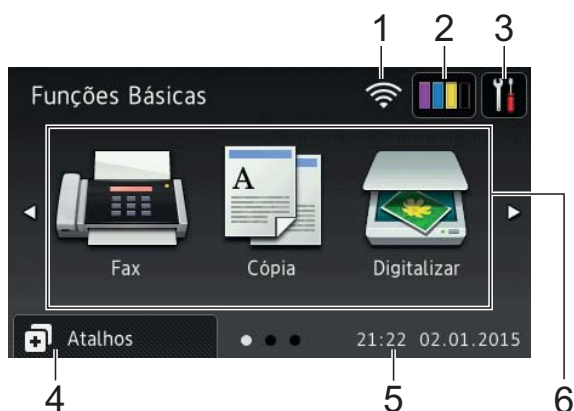 1 2 3
Funções Básicas
A
Fax Cópia Digitalizar
Atalhos 21:22 02.01.2015
4 5 6